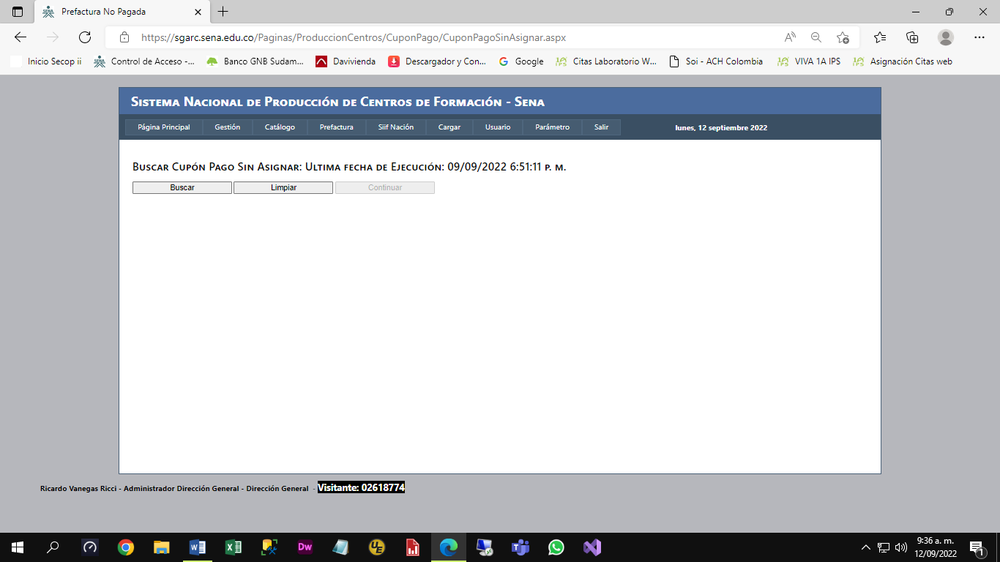 Prefactura No Pagada
https://sgarc.sena.edu.co/Paginas/ProduccionCentros/CuponPago/CuponPagoSinAsignar.aspx
Inicio Secop ii Control de Acceso -... Banco GNB Sudam... Davivienda Descargador y Con... Google Citas Laboratorio W... Soi - ACH Colombia VIVA 1A IPS Asignación Citas web
Sistema Nacional de Producción de Centros de Formación - Sena
Página Principal Gestión Catálogo Prefactura Siif Nación Cargar Usuario Parámetro Salir lunes, 12 septiembre 2022
Buscar Cupón Pago Sin Asignar: Ultima fecha de Ejecución: 09/09/2022 6:51:11 p. m.
Buscar Limpiar Continuar
Ricardo Vanegas Ricci - Administrador Dirección General - Dirección General - Visitante: 02618774
9:36 a. m.
12/09/2022